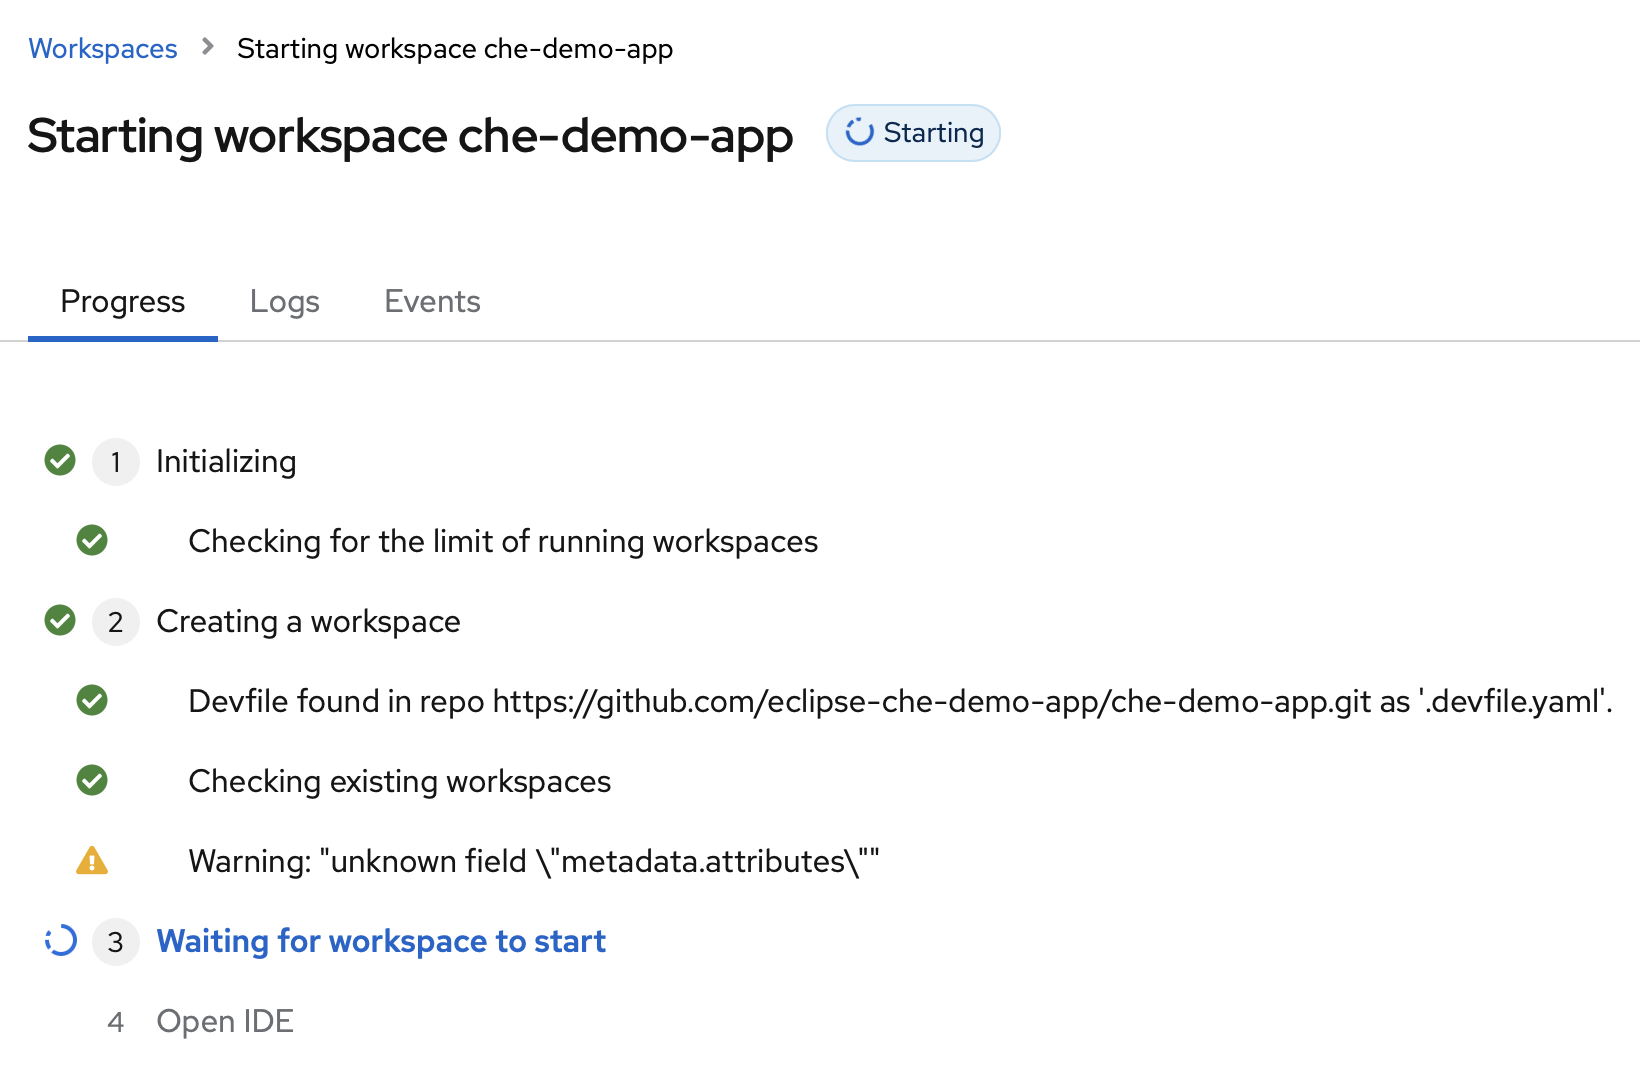 Workspaces > Starting workspace che-demo-app
Starting workspace che-demo-app Starting
Progress Logs Events
1 Initializing
Checking for the limit of running workspaces
2 Creating a workspace
Devfile found in repo https://github.com/eclipse-che-demo-app/che-demo-app.git as '.devfile.yaml'.
Checking existing workspaces
Warning: "unknown field \"metadata.attributes\""
3 Waiting for workspace to start
4 Open IDE